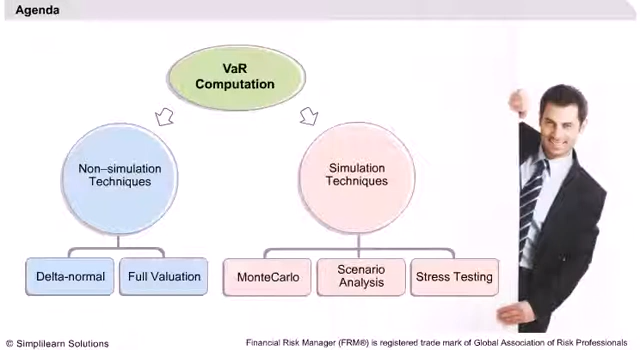 Agenda
VaR
Computation
Non–simulation
Techniques
Simulation
Techniques
Delta-normal
Full Valuation
MonteCarlo
Scenario
Analysis
Stress Testing
© Simplilearn Solutions
Financial Risk Manager (FRM®) is registered trade mark of Global Association of Risk Professionals